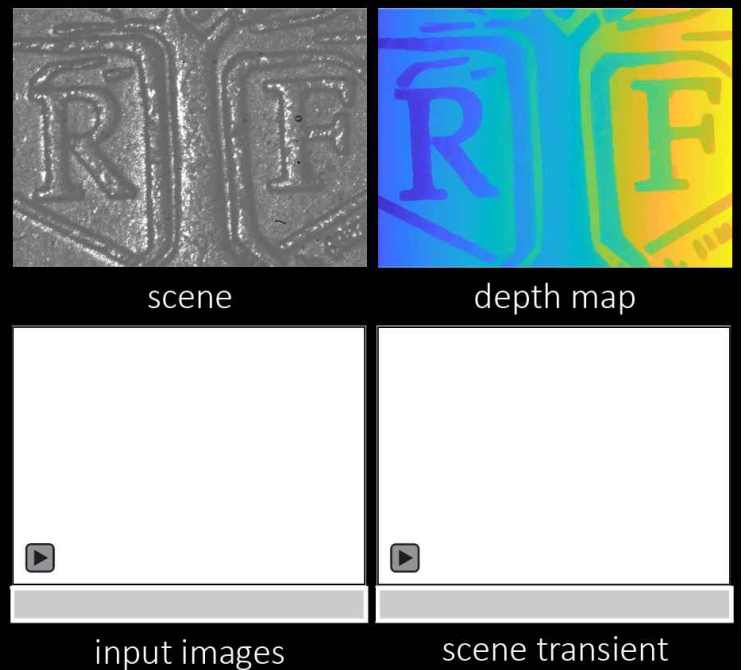 R F
R F
scene
depth map
input images
scene transient